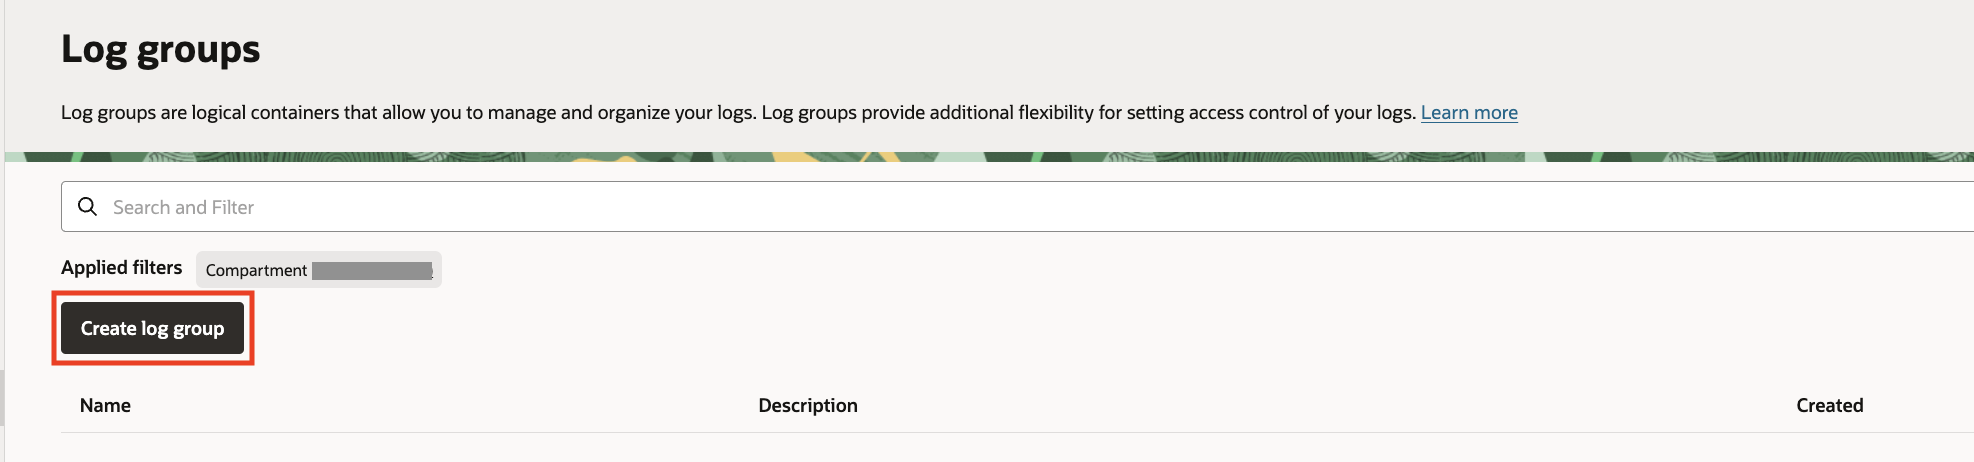 Log groups
Log groups are logical containers that allow you to manage and organize your logs. Log groups provide additional flexibility for setting access control of your logs. Learn more
Search and Filter
Applied filters Compartment
Create log group
Name Description Created